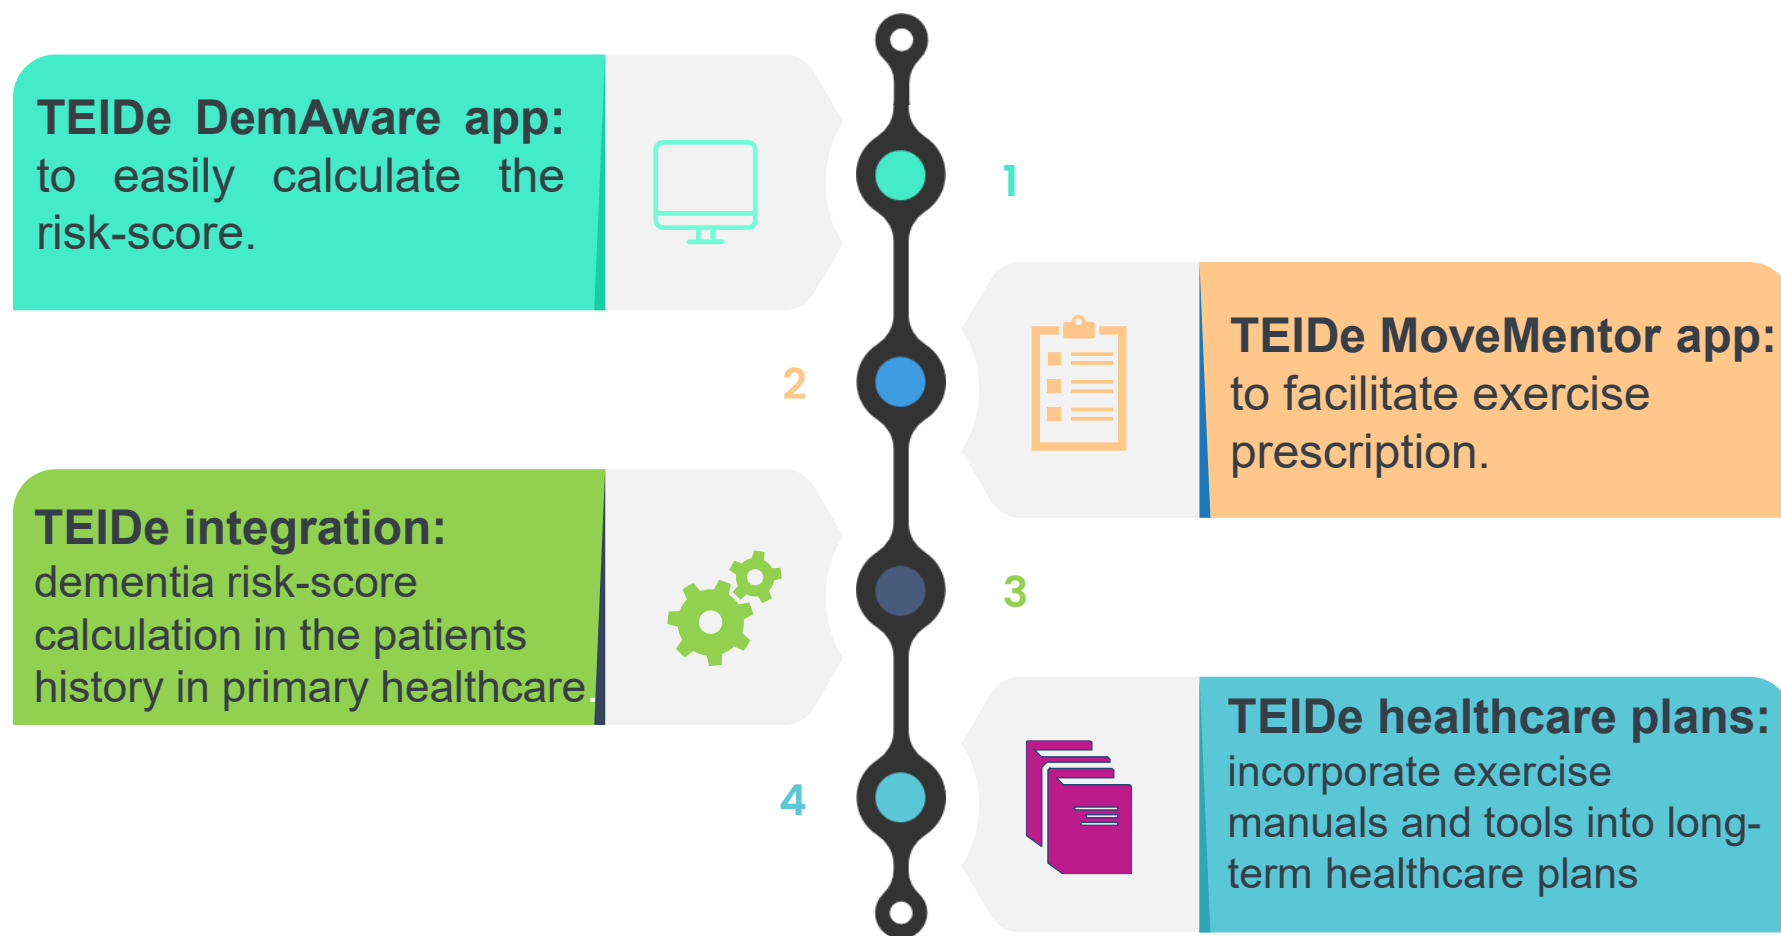 TEIDe DemAware app:
to easily calculate the
risk-score.
1
2
TEIDe MoveMentor app:
to facilitate exercise
prescription.
TEIDe integration:
dementia risk-score
calculation in the patients
history in primary healthcare.
3
4
TEIDe healthcare plans:
incorporate exercise
manuals and tools into long-
term healthcare plans